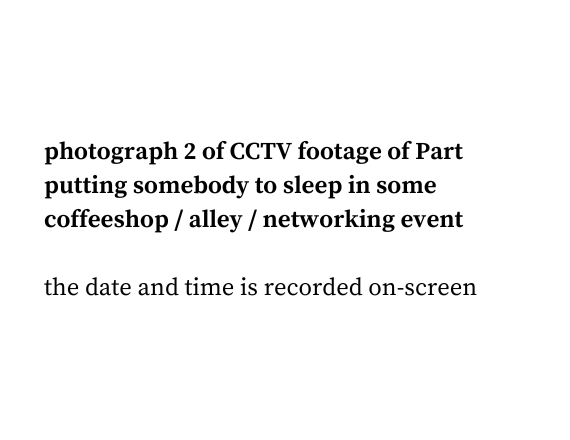 photograph 2 of CCTV footage of Part
putting somebody to sleep in some
coffeeshop / alley / networking event
the date and time is recorded on-screen